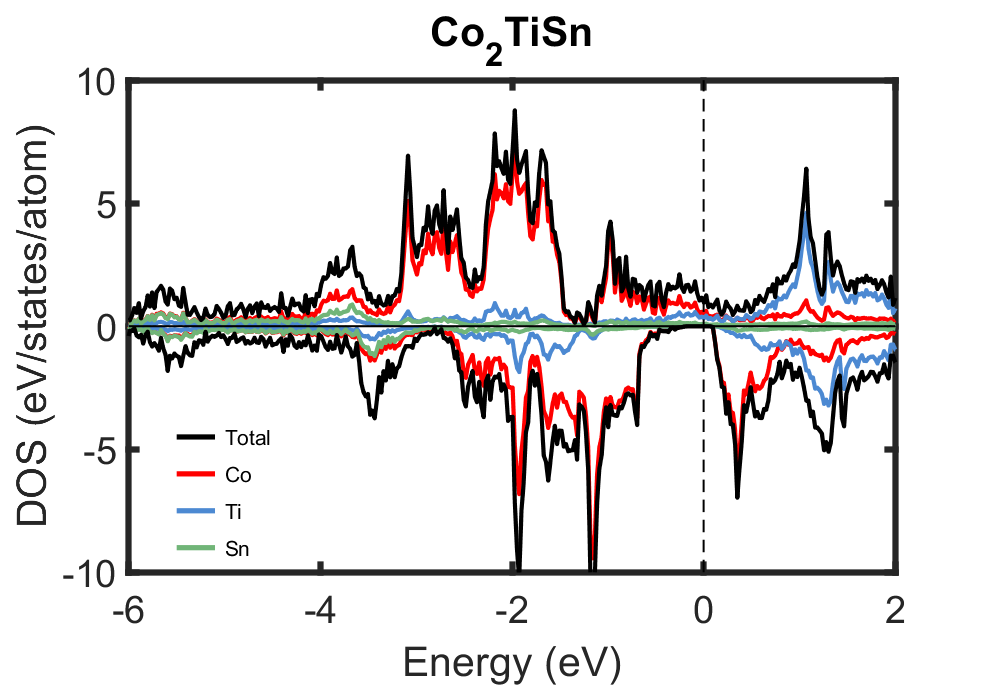 Co₂TiSn
DOS (eV/states/atom)
10
5
0
-5
-10
Total
Co
Ti
Sn
-6 -4 -2 0 2
Energy (eV)